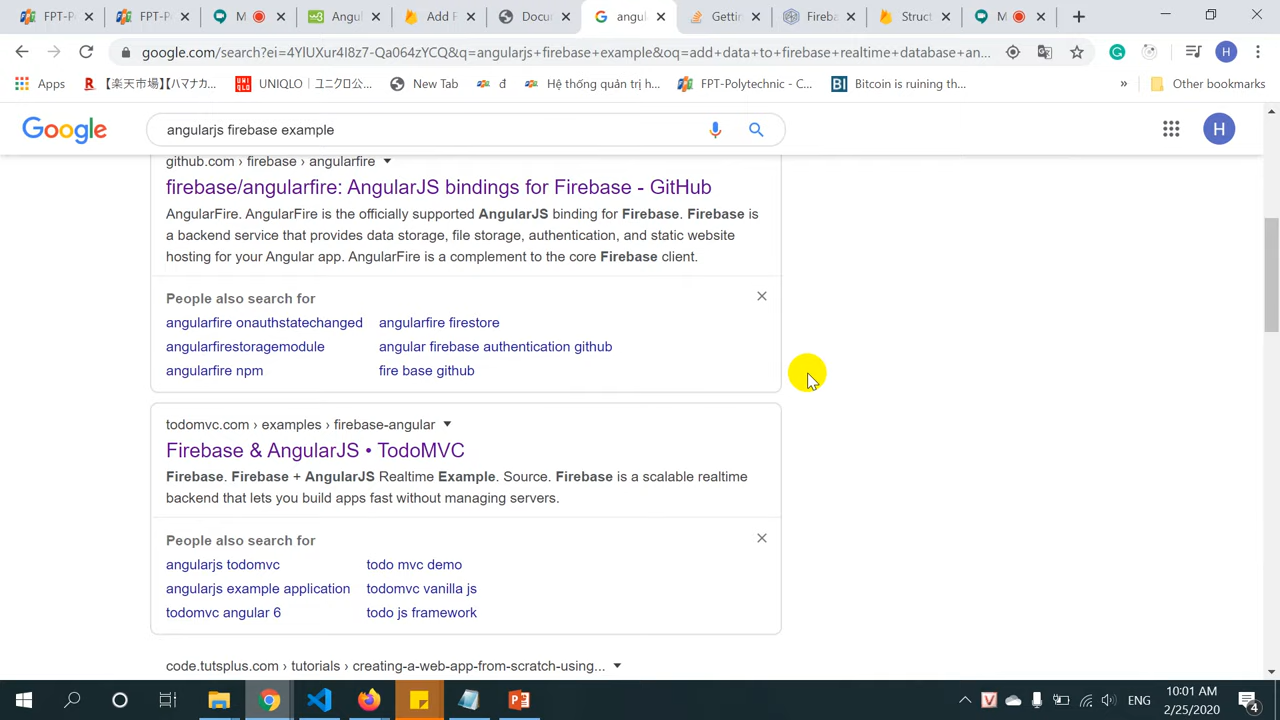 FPT-P
FPT-P
M
Angul
Add D
Docu
angul
Gettin
Fireba
Struct
M
google.com/search?ei=4YlUXur4I8z7-Qa064zYCQ&q=angularjs+firebase+example&oq=add+data+to+firebase+realtime+database+an...
H
Apps
【楽天市場】【ハマナカ...
UNIQLO｜ユニクロ公...
New Tab
đ
Hệ thống quản trị h...
FPT-Polytechnic - C...
BI
Bitcoin is ruining th...
»
Other bookmarks
Google
angularjs firebase example
H
github.com › firebase › angularfire
firebase/angularfire: AngularJS bindings for Firebase - GitHub
AngularFire. AngularFire is the officially supported AngularJS binding for Firebase. Firebase is
a backend service that provides data storage, file storage, authentication, and static website
hosting for your Angular app. AngularFire is a complement to the core Firebase client.
People also search for
angularfire onauthstatechanged angularfire firestore
angularfirestoragemodule angular firebase authentication github
angularfire npm fire base github
todomvc.com › examples › firebase-angular
Firebase & AngularJS • TodoMVC
Firebase. Firebase + AngularJS Realtime Example. Source. Firebase is a scalable realtime
backend that lets you build apps fast without managing servers.
People also search for
angularjs todomvc todo mvc demo
angularjs example application todomvc vanilla js
todomvc angular 6 todo js framework
code.tutsplus.com › tutorials › creating-a-web-app-from-scratch-using...
ENG
10:01 AM
2/25/2020
4